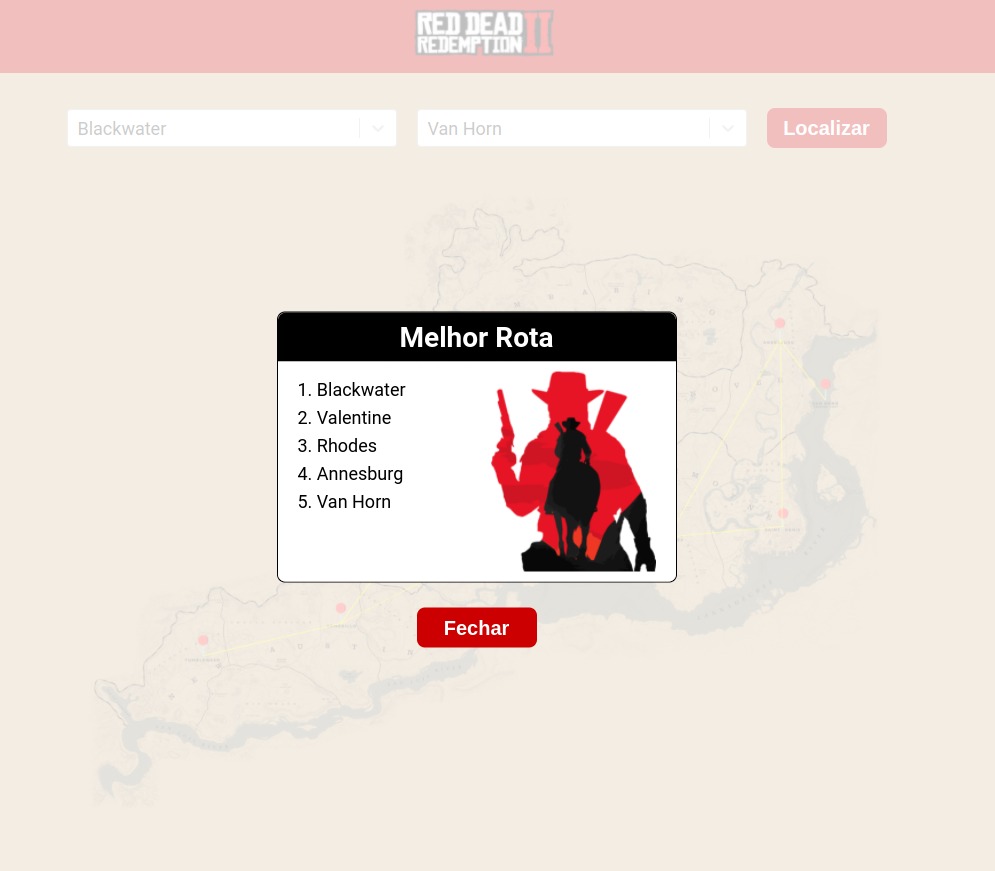 RED DEAD
REDEMPTION II
Blackwater
Van Horn
Localizar
Melhor Rota
1. Blackwater
2. Valentine
3. Rhodes
4. Annesburg
5. Van Horn
Fechar